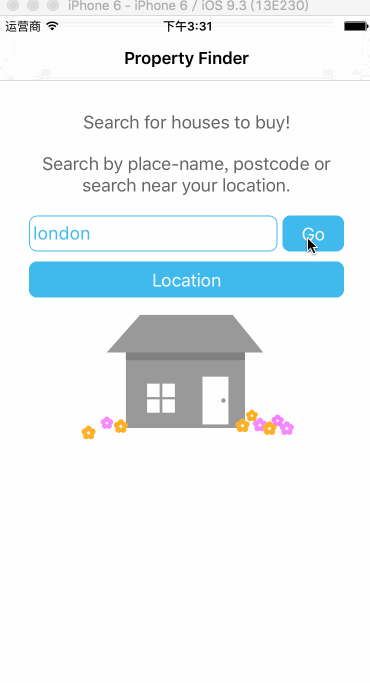 iPhone 6 - iPhone 6 / iOS 9.3 (13E230)
运营商 下午3:31
Property Finder
Search for houses to buy!
Search by place-name, postcode or
search near your location.
london Go
Location